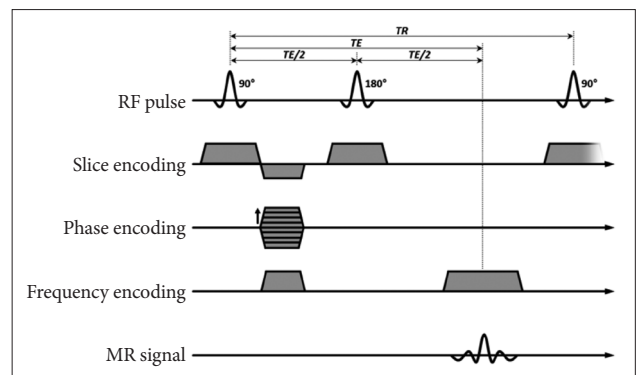 TR
TE
TE/2 TE/2
90° 180° 90°
RF pulse
Slice encoding
Phase encoding
Frequency encoding
MR signal